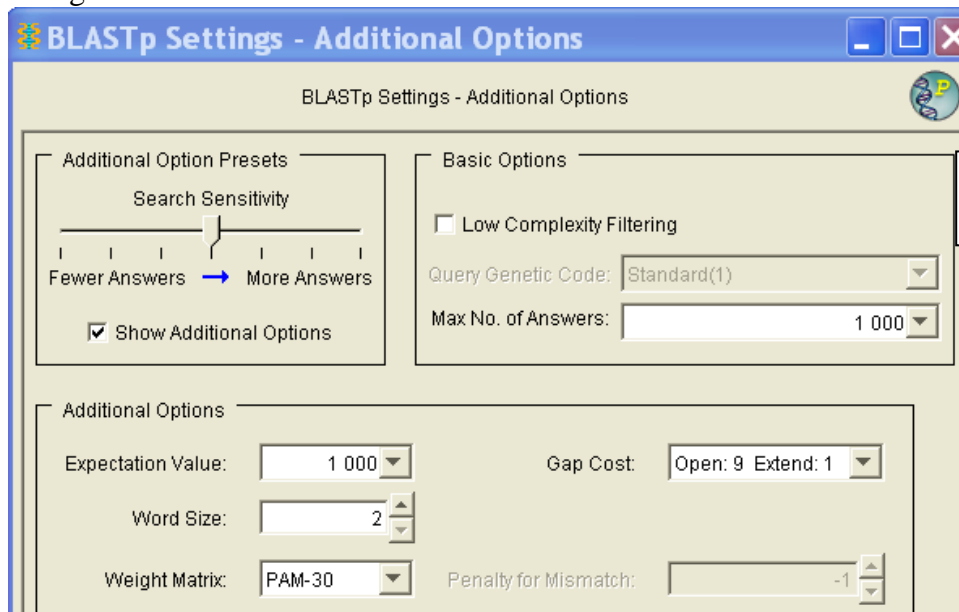 BLASTp Settings - Additional Options
BLASTp Settings - Additional Options
P
Additional Option Presets
Search Sensitivity
Fewer Answers
More Answers
Show Additional Options
Basic Options
Low Complexity Filtering
Query Genetic Code: Standard(1)
Max No. of Answers: 1 000
Additional Options
Expectation Value: 1 000
Gap Cost: Open: 9 Extend: 1
Word Size: 2
Weight Matrix: PAM-30
Penalty for Mismatch: -1